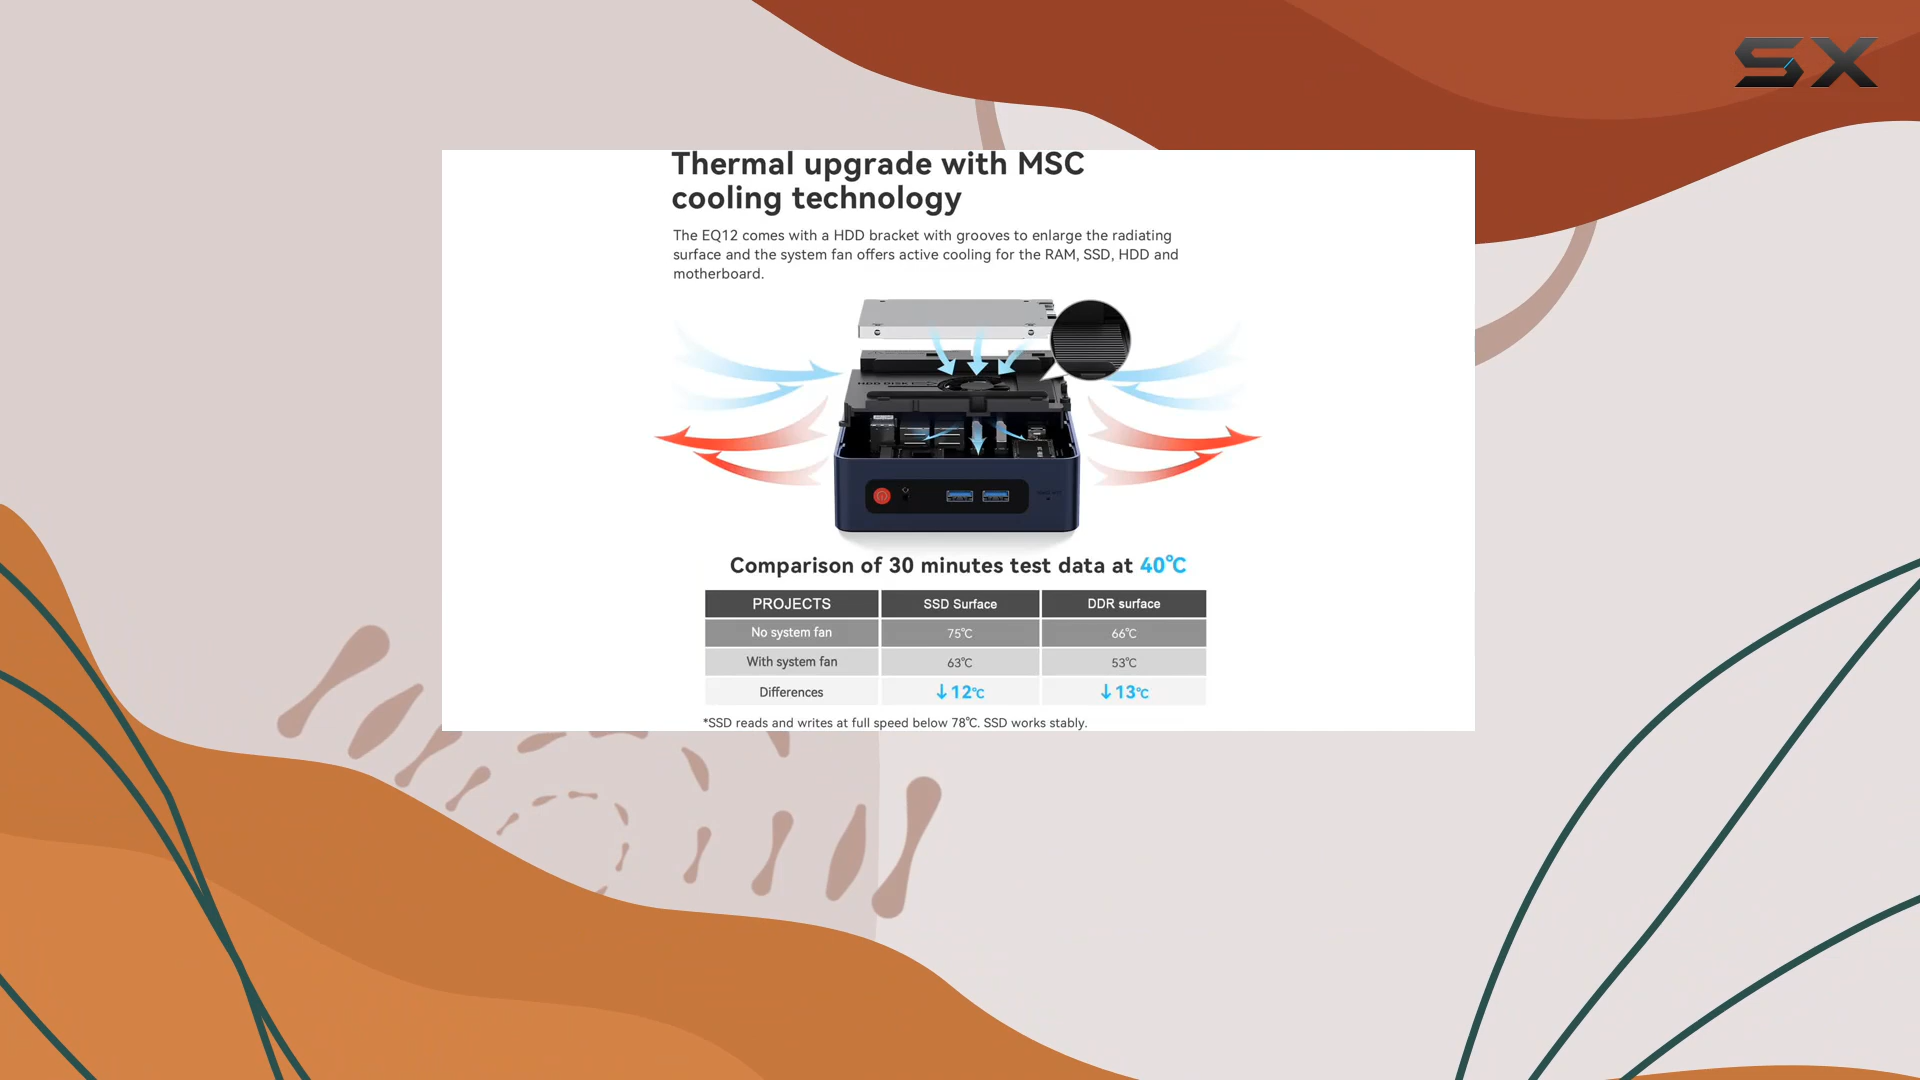 SX
Thermal upgrade with MSC
cooling technology
The EQ12 comes with a HDD bracket with grooves to enlarge the radiating
surface and the system fan offers active cooling for the RAM, SSD, HDD and
motherboard.
HDD DISK
Comparison of 30 minutes test data at 40℃
PROJECTS SSD Surface DDR surface
No system fan 75℃ 66℃
With system fan 63℃ 53℃
Differences ↓12℃ ↓13℃
*SSD reads and writes at full speed below 78℃. SSD works stably.